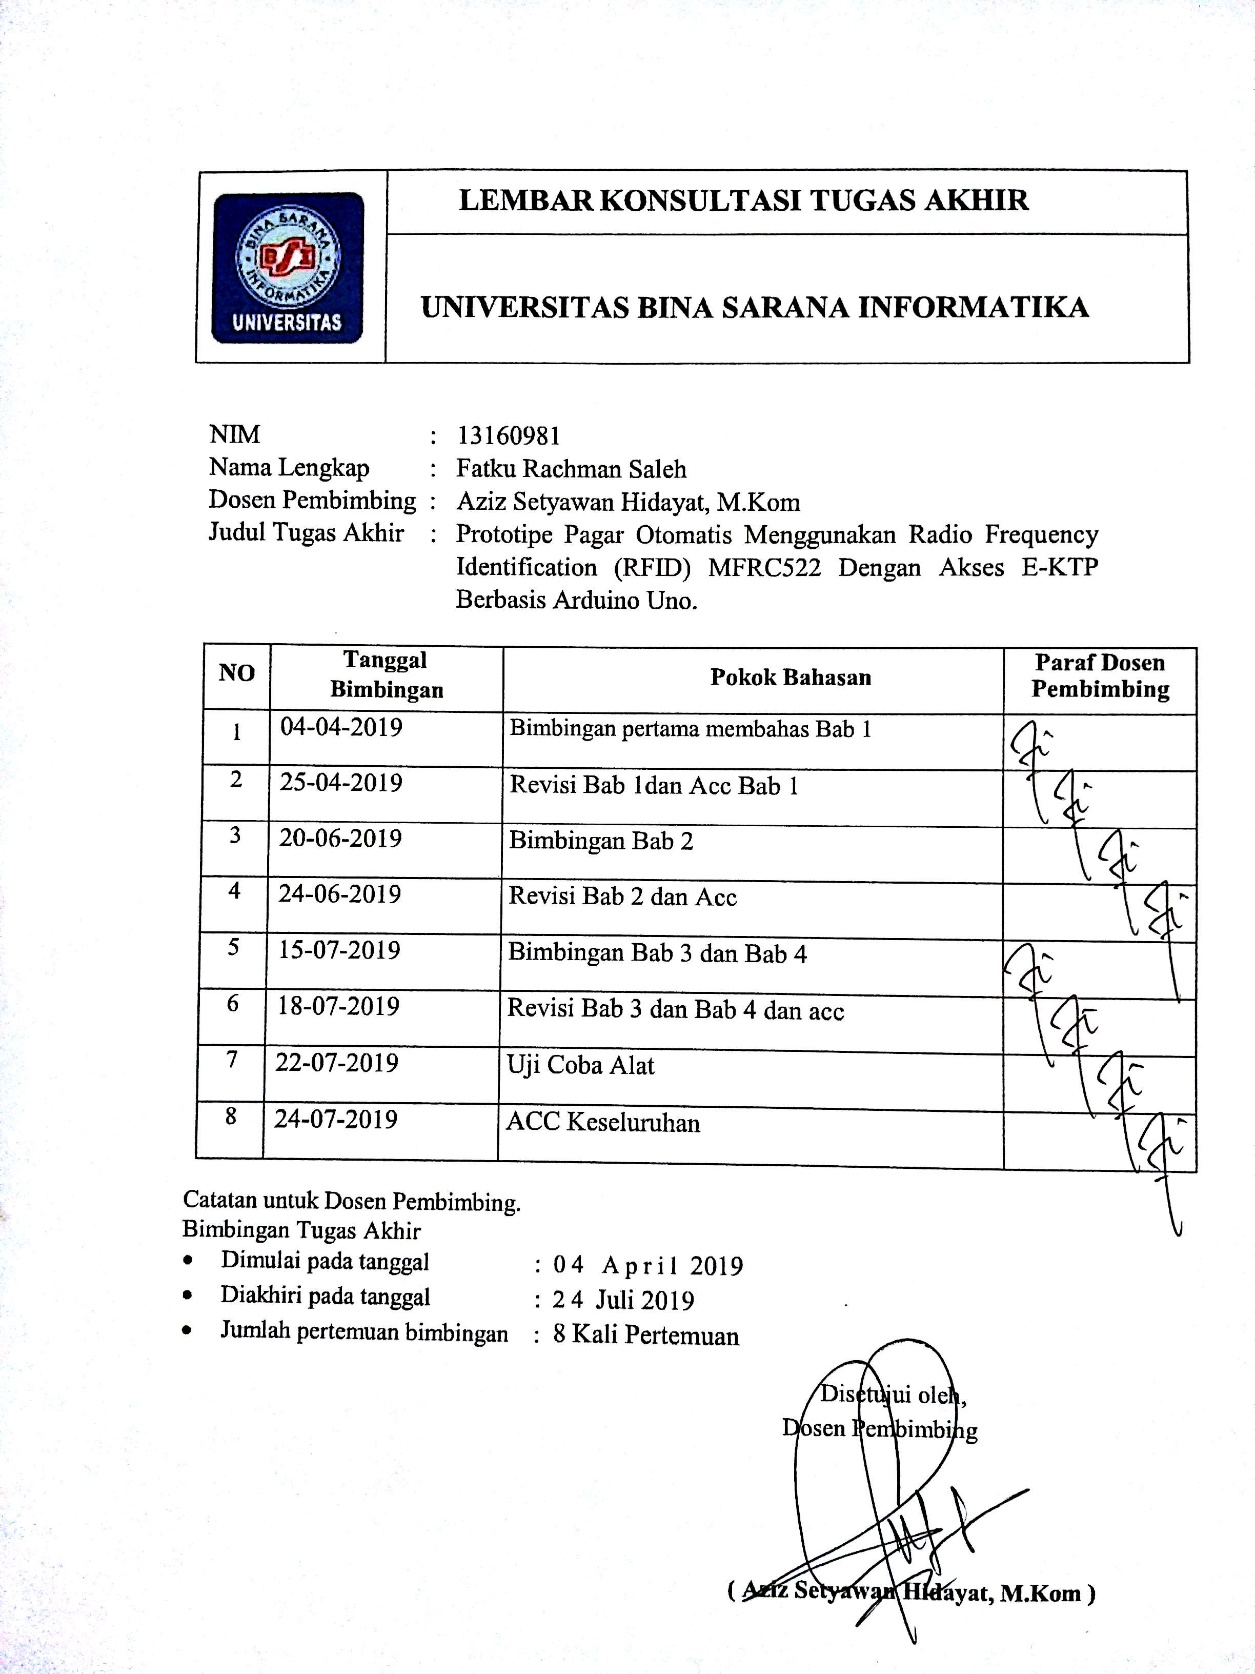 LEMBAR KONSULTASI TUGAS AKHIR
BINA SARANA
BSI
INFORMATIKA
UNIVERSITAS
UNIVERSITAS BINA SARANA INFORMATIKA
NIM : 13160981
Nama Lengkap : Fatku Rachman Saleh
Dosen Pembimbing : Aziz Setyawan Hidayat, M.Kom
Judul Tugas Akhir : Prototipe Pagar Otomatis Menggunakan Radio Frequency
Identification (RFID) MFRC522 Dengan Akses E-KTP
Berbasis Arduino Uno.
NO Tanggal Bimbingan Pokok Bahasan Paraf Dosen Pembimbing
1 04-04-2019 Bimbingan pertama membahas Bab 1
2 25-04-2019 Revisi Bab 1dan Acc Bab 1
3 20-06-2019 Bimbingan Bab 2
4 24-06-2019 Revisi Bab 2 dan Acc
5 15-07-2019 Bimbingan Bab 3 dan Bab 4
6 18-07-2019 Revisi Bab 3 dan Bab 4 dan acc
7 22-07-2019 Uji Coba Alat
8 24-07-2019 ACC Keseluruhan
Catatan untuk Dosen Pembimbing.
Bimbingan Tugas Akhir
• Dimulai pada tanggal : 04 April 2019
• Diakhiri pada tanggal : 24 Juli 2019
• Jumlah pertemuan bimbingan : 8 Kali Pertemuan
Disetujui oleh,
Dosen Pembimbing
( Aziz Setyawan Hidayat, M.Kom )